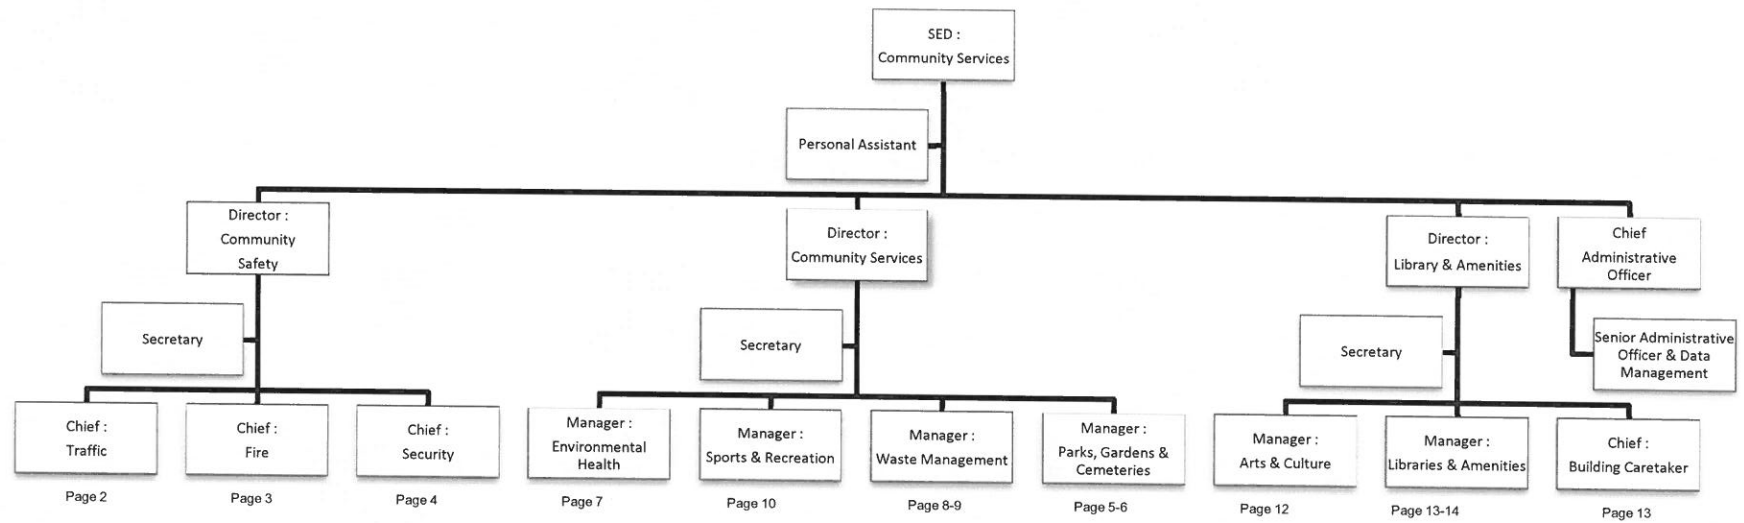 SED :
Community Services
Personal Assistant
Director :
Community
Safety
Director :
Community Services
Director :
Library & Amenities
Chief
Administrative
Officer
Secretary
Secretary
Secretary
Senior Administrative
Officer & Data
Management
Chief :
Traffic
Chief :
Fire
Chief :
Security
Manager :
Environmental
Health
Manager :
Sports & Recreation
Manager :
Waste Management
Manager :
Parks, Gardens &
Cemeteries
Manager :
Arts & Culture
Manager :
Libraries & Amenities
Chief :
Building Caretaker
Page 2
Page 3
Page 4
Page 7
Page 10
Page 8-9
Page 5-6
Page 12
Page 13-14
Page 13